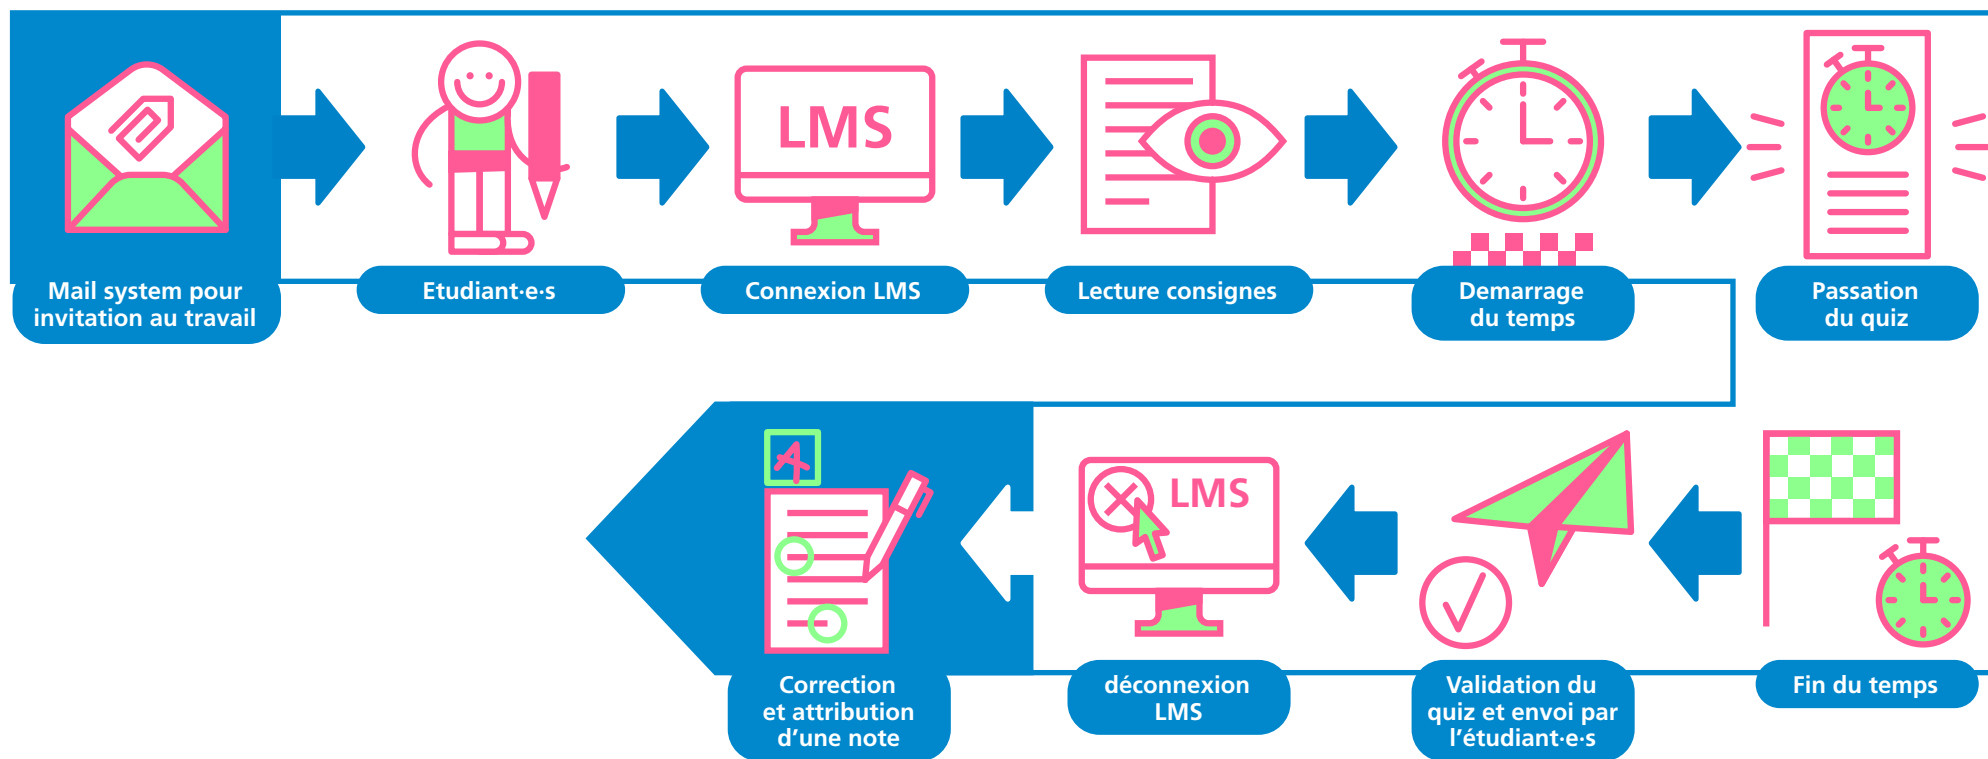 LMS
Mail system pour
invitation au travail
Etudiant·e·s
Connexion LMS
Lecture consignes
Demarrage
du temps
Passation
du quiz
A
LMS
Correction
et attribution
d'une note
déconnexion
LMS
Validation du
quiz et envoi par
l'étudiant·e·s
Fin du temps